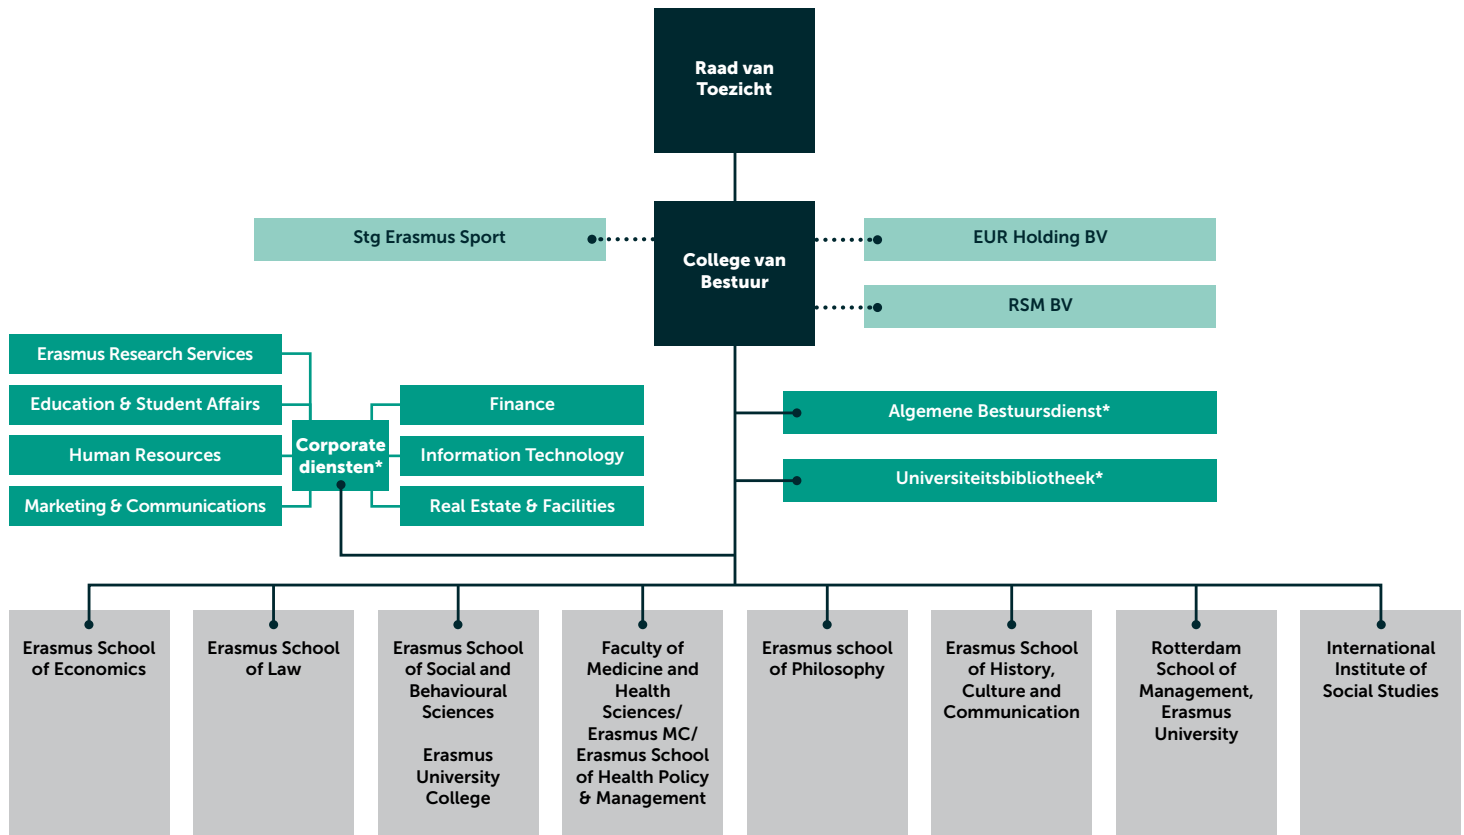 Raad van
Toezicht
Stg Erasmus Sport
College van
Bestuur
EUR Holding BV
RSM BV
Erasmus Research Services
Education & Student Affairs
Human Resources
Marketing & Communications
Corporate
diensten*
Finance
Information Technology
Real Estate & Facilities
Algemene Bestuursdienst*
Universiteitsbibliotheek*
Erasmus School
of Economics
Erasmus School
of Law
Erasmus School
of Social and
Behavioural
Sciences
Erasmus
University
College
Faculty of
Medicine and
Health
Sciences/
Erasmus MC/
Erasmus School
of Health Policy
& Management
Erasmus school
of Philosophy
Erasmus School
of History,
Culture and
Communication
Rotterdam
School of
Management,
Erasmus
University
International
Institute of
Social Studies